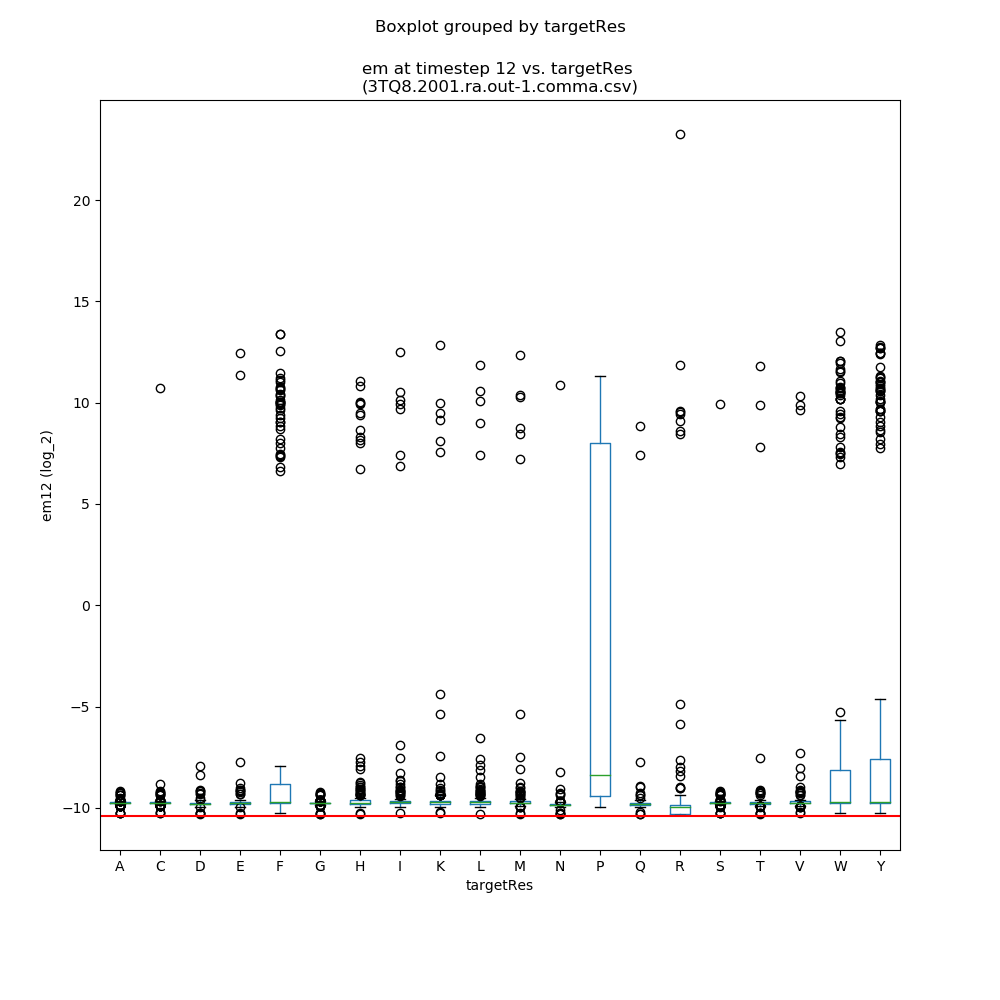 Boxplot grouped by targetRes
em at timestep 12 vs. targetRes
(3TQ8.2001.ra.out-1.comma.csv)
em12 (log_2)
20
15
10
5
0
−5
−10
A C D E F G H I K L M N P Q R S T V W Y
targetRes